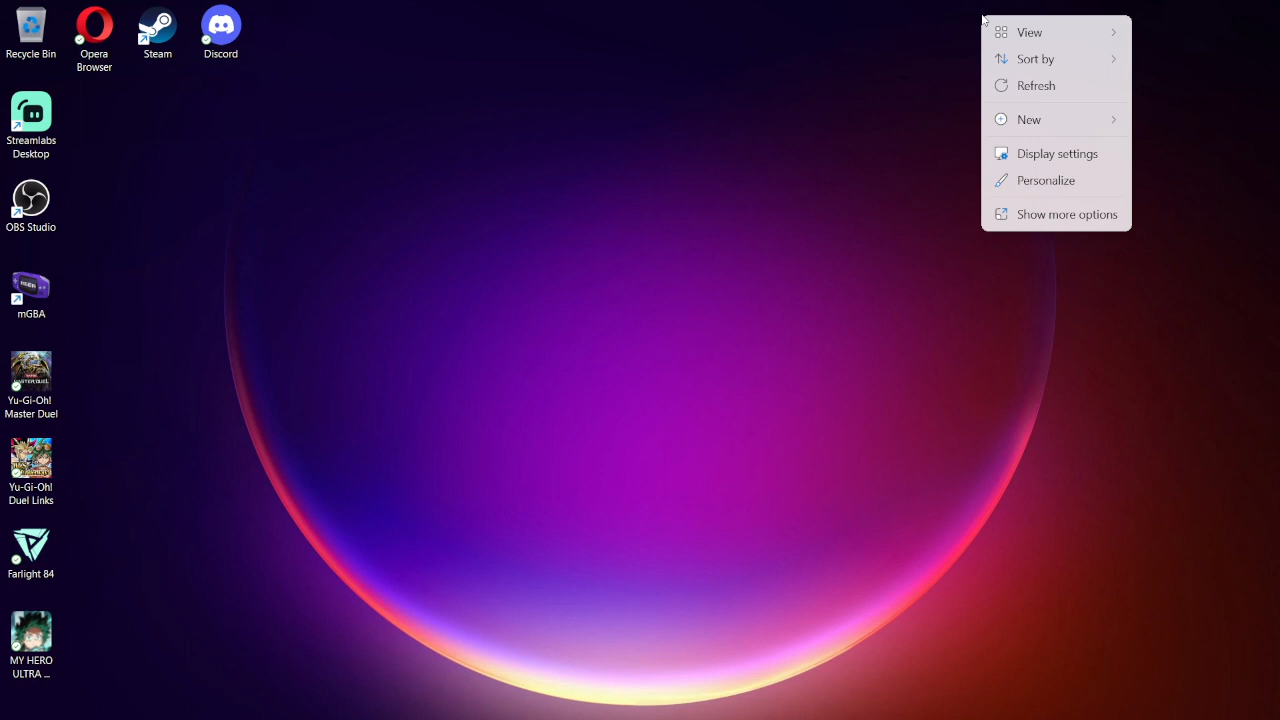 Recycle Bin
Opera
Browser
Steam
Discord
Streamlabs
Desktop
OBS Studio
mGBA
Yu-Gi-Oh!
Master Duel
Yu-Gi-Oh!
Duel Links
Farlight 84
MY HERO
ULTRA ...
View
Sort by
Refresh
New
Display settings
Personalize
Show more options